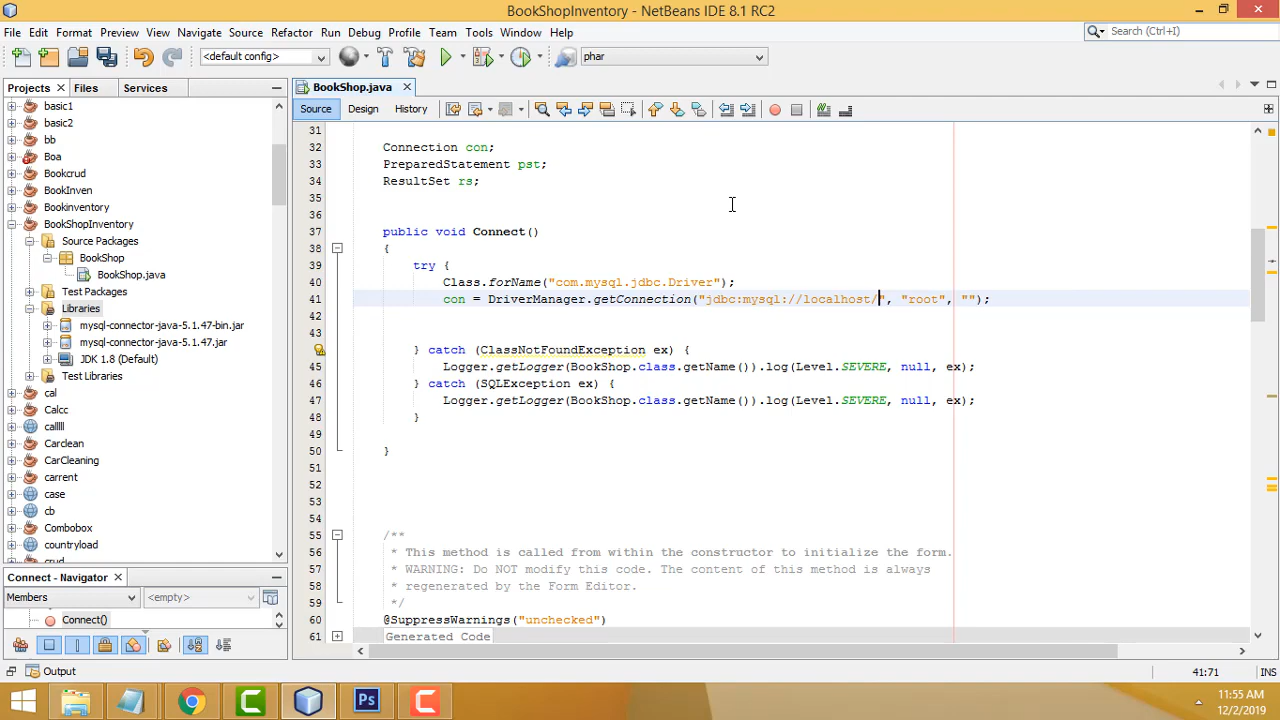 BookShopInventory - NetBeans IDE 8.1 RC2
File Edit Format Preview View Navigate Source Refactor Run Debug Profile Team Tools Window Help
Search (Ctrl+I)
<default config>
phar
Projects Files Services
BookShop.java
Source Design History
basic1
basic2
bb
Boa
Bookcrud
BookInven
Bookinventory
BookShopInventory
Source Packages
BookShop
BookShop.java
Test Packages
Libraries
mysql-connector-java-5.1.47-bin.jar
mysql-connector-java-5.1.47.jar
JDK 1.8 (Default)
Test Libraries
cal
Calcc
calllll
Carclean
CarCleaning
carrent
case
cb
Combobox
countryload
crud
Connect - Navigator
Members
<empty>
Connect()
31
32 Connection con;
33 PreparedStatement pst;
34 ResultSet rs;
35
36
37 public void Connect()
38 {
39 try {
40 Class.forName("com.mysql.jdbc.Driver");
41 con = DriverManager.getConnection("jdbc:mysql://localhost/", "root", "");
42
43
} catch (ClassNotFoundException ex) {
45 Logger.getLogger(BookShop.class.getName()).log(Level.SEVERE, null, ex);
46 } catch (SQLException ex) {
47 Logger.getLogger(BookShop.class.getName()).log(Level.SEVERE, null, ex);
48 }
49
50 }
51
52
53
54
55 /**
56 * This method is called from within the constructor to initialize the form.
57 * WARNING: Do NOT modify this code. The content of this method is always
58 * regenerated by the Form Editor.
59 */
60 @SuppressWarnings("unchecked")
61 Generated Code
Output
41:71
INS
Ps
11:55 AM
12/2/2019